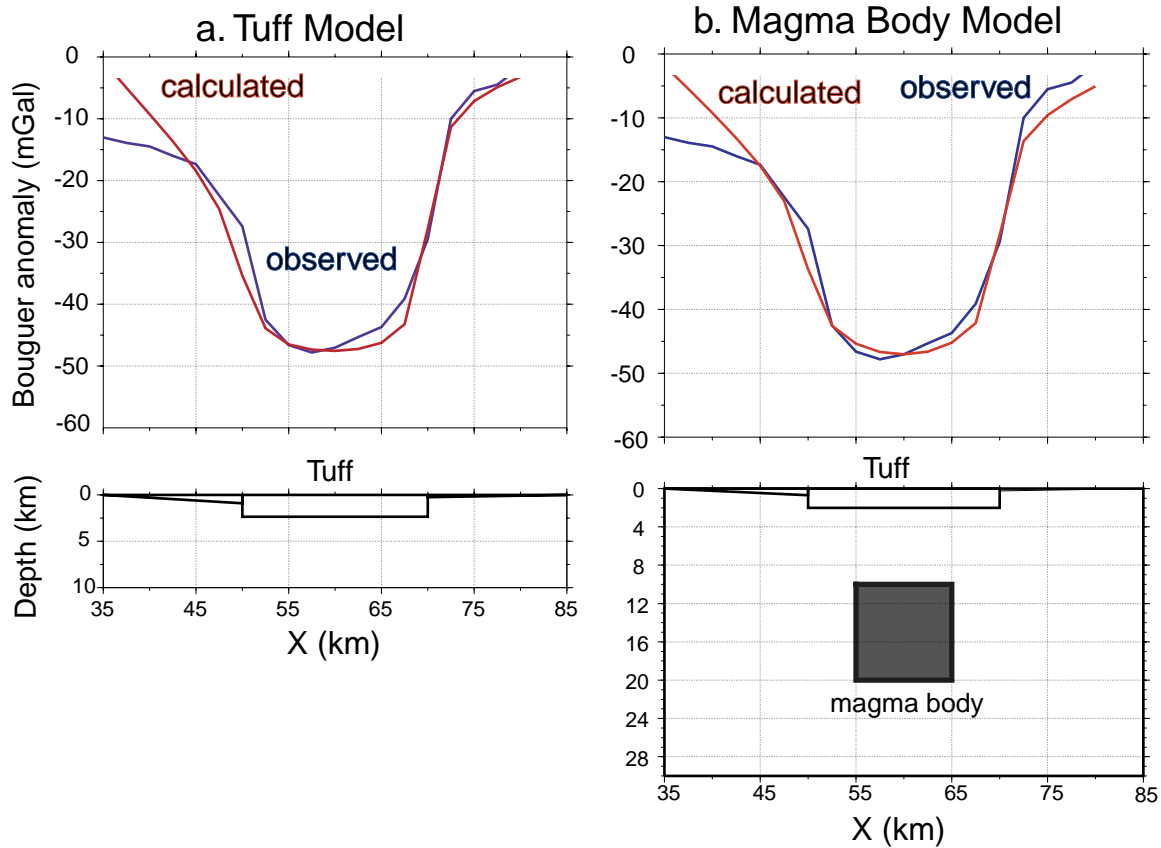 a. Tuff Model
0
-10
-20
-30
-40
-50
-60
Bouguer anomaly (mGal)
calculated
observed
Tuff
0
5
10
Depth (km)
35
45
55
65
75
85
X (km)
b. Magma Body Model
0
-10
-20
-30
-40
-50
-60
calculated
observed
Tuff
0
4
8
12
16
20
24
28
magma body
35
45
55
65
75
85
X (km)